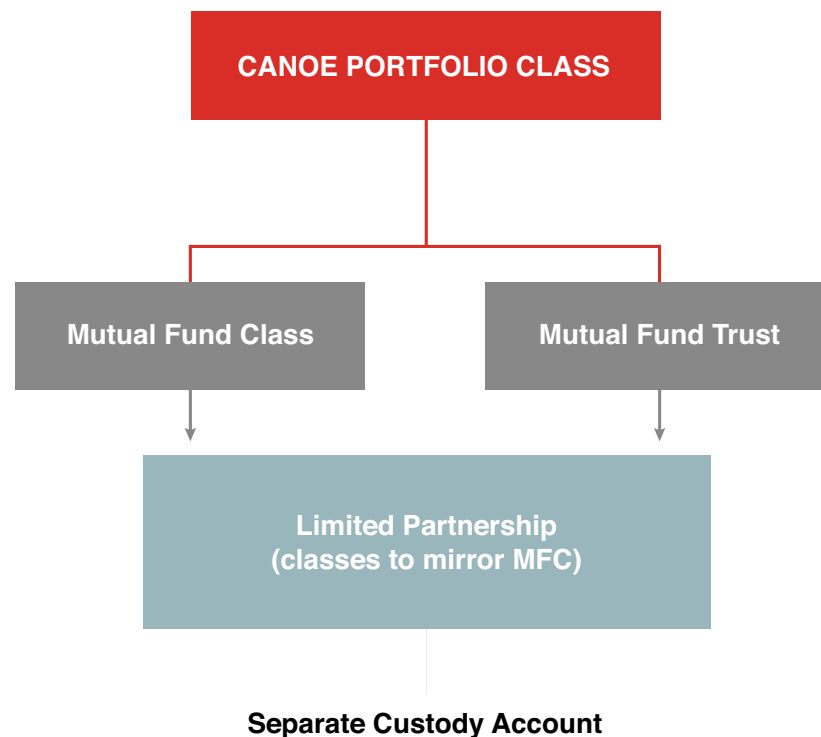 CANOE PORTFOLIO CLASS
Mutual Fund Class
Mutual Fund Trust
Limited Partnership
(classes to mirror MFC)
Separate Custody Account